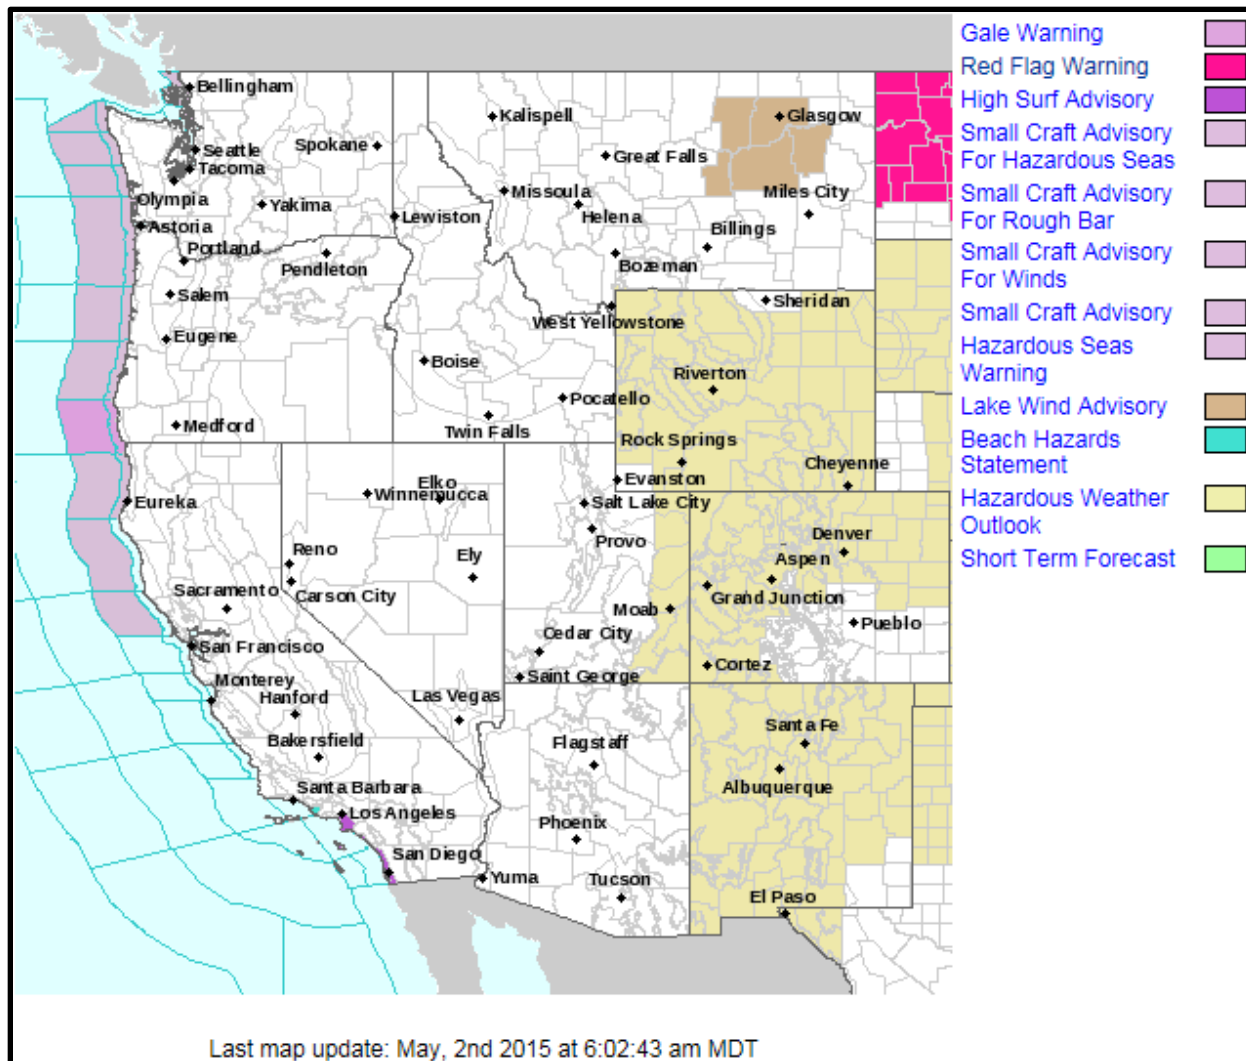 Gale Warning
Red Flag Warning
High Surf Advisory
Small Craft Advisory
For Hazardous Seas
Small Craft Advisory
For Rough Bar
Small Craft Advisory
For Winds
Small Craft Advisory
Hazardous Seas
Warning
Lake Wind Advisory
Beach Hazards
Statement
Hazardous Weather
Outlook
Short Term Forecast
Bellingham
Kalispell
Glasgow
Seattle
Spokane
Great Falls
Tacoma
Missoula
Miles City
Olympia
Yakima
Helena
Lewiston
Astoria
Portland
Billings
Pendleton
Bozeman
Salem
Sheridan
West Yellowstone
Eugene
Boise
Riverton
Pocatello
Medford
Twin Falls
Rock Springs
Cheyenne
Evanston
Elko
Winnemucca
Eureka
Salt Lake City
Provo
Denver
Reno
Ely
Aspen
Carson City
Grand Junction
Sacramento
Moab
Pueblo
Cedar City
San Francisco
Cortez
Saint George
Monterey
Hanford
Las Vegas
Santa Fe
Bakersfield
Flagstaff
Albuquerque
Santa Barbara
Los Angeles
Phoenix
San Diego
Yuma
Tucson
El Paso
Last map update: May, 2nd 2015 at 6:02:43 am MDT